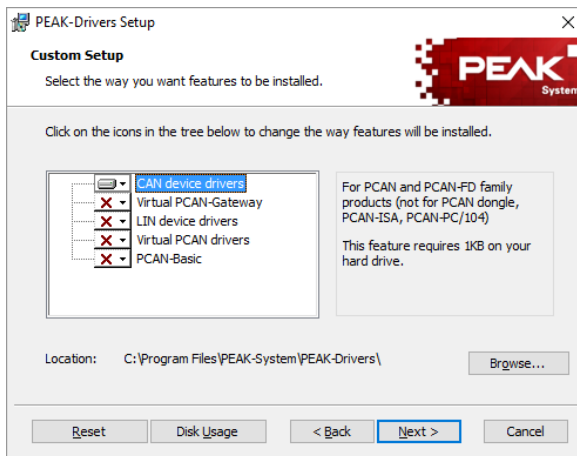 PEAK-Drivers Setup
Custom Setup
Select the way you want features to be installed.
PEAK
System
Click on the icons in the tree below to change the way features will be installed.
CAN device drivers
Virtual PCAN-Gateway
LIN device drivers
Virtual PCAN drivers
PCAN-Basic
For PCAN and PCAN-FD family
products (not for PCAN dongle,
PCAN-ISA, PCAN-PC/104)
This feature requires 1KB on your
hard drive.
Location: C:\Program Files\PEAK-System\PEAK-Drivers\
Browse...
Reset Disk Usage < Back Next > Cancel